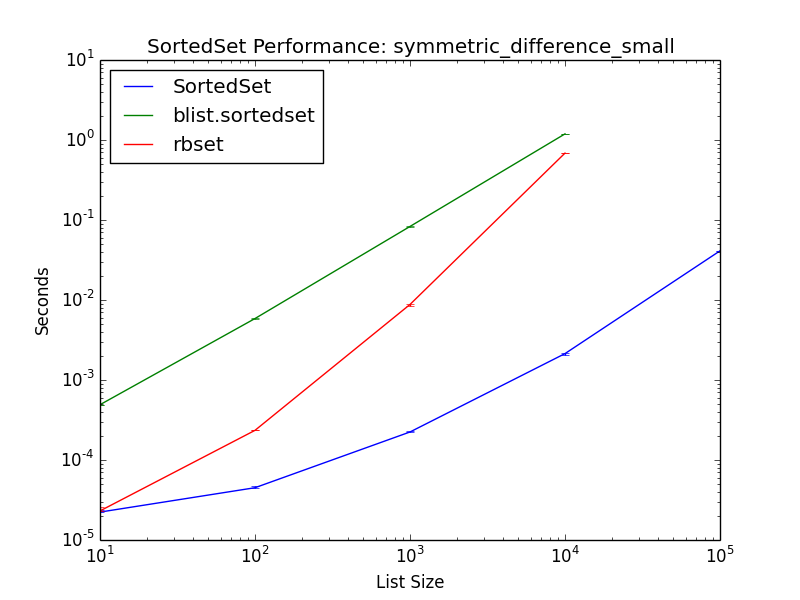 SortedSet Performance: symmetric_difference_small
SortedSet
blist.sortedset
rbset
10^1
10^0
10^-1
10^-2
10^-3
10^-4
10^-5
Seconds
10^1 10^2 10^3 10^4 10^5
List Size